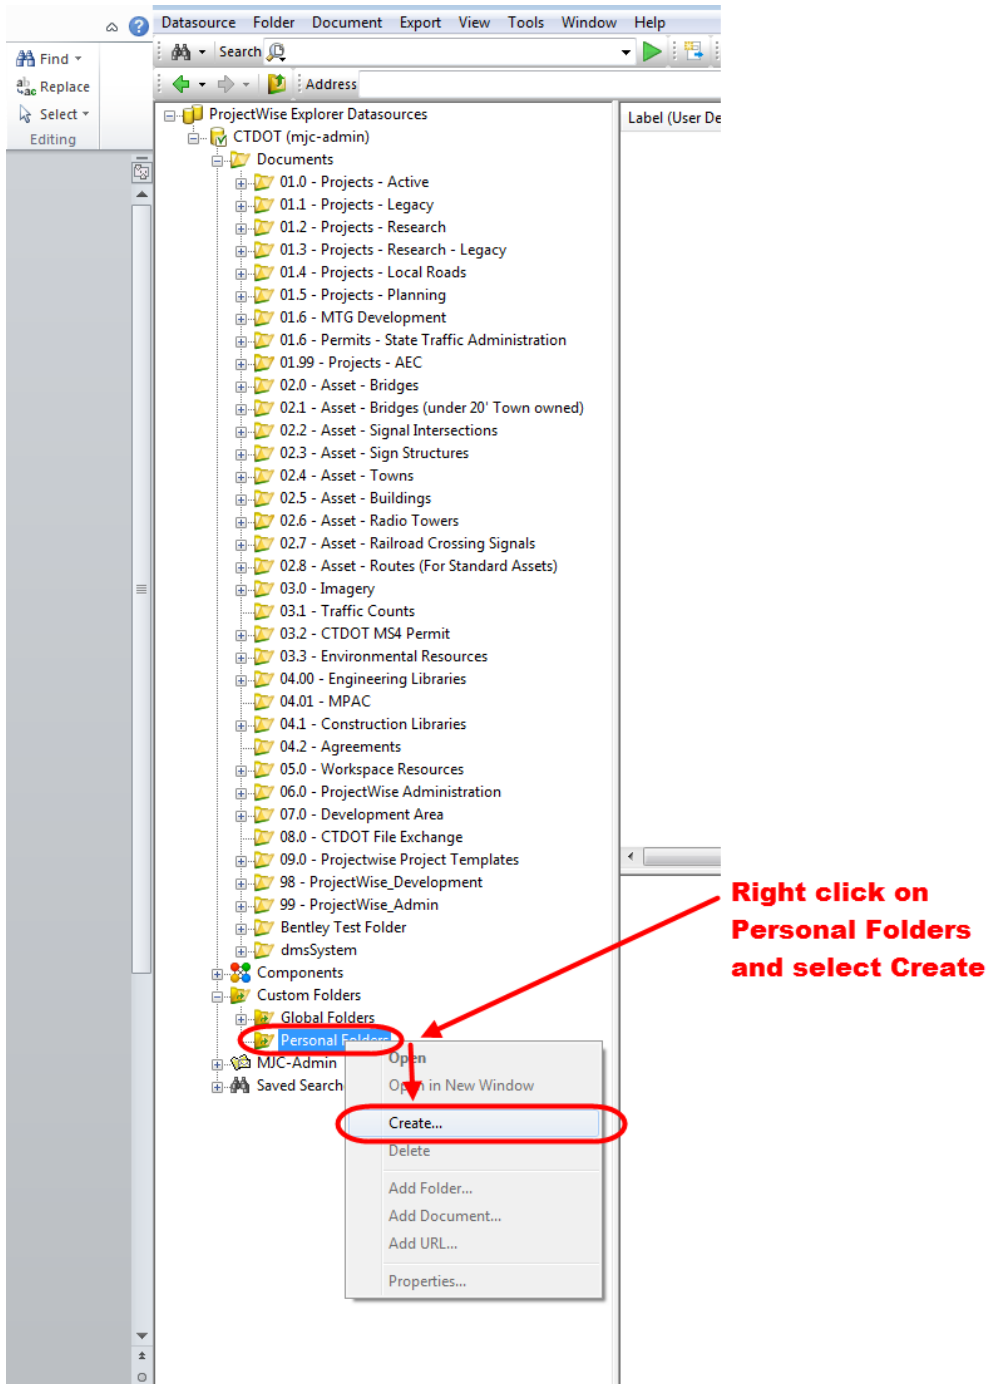 Datasource Folder Document Export View Tools Window Help
Find
Search
Replace
Address
Select
Editing
ProjectWise Explorer Datasources
Label (User De
CTDOT (mjc-admin)
Documents
01.0 - Projects - Active
01.1 - Projects - Legacy
01.2 - Projects - Research
01.3 - Projects - Research - Legacy
01.4 - Projects - Local Roads
01.5 - Projects - Planning
01.6 - MTG Development
01.6 - Permits - State Traffic Administration
01.99 - Projects - AEC
02.0 - Asset - Bridges
02.1 - Asset - Bridges (under 20' Town owned)
02.2 - Asset - Signal Intersections
02.3 - Asset - Sign Structures
02.4 - Asset - Towns
02.5 - Asset - Buildings
02.6 - Asset - Radio Towers
02.7 - Asset - Railroad Crossing Signals
02.8 - Asset - Routes (For Standard Assets)
03.0 - Imagery
03.1 - Traffic Counts
03.2 - CTDOT MS4 Permit
03.3 - Environmental Resources
04.00 - Engineering Libraries
04.01 - MPAC
04.1 - Construction Libraries
04.2 - Agreements
05.0 - Workspace Resources
06.0 - ProjectWise Administration
07.0 - Development Area
08.0 - CTDOT File Exchange
09.0 - Projectwise Project Templates
98 - ProjectWise_Development
99 - ProjectWise_Admin
Bentley Test Folder
dmsSystem
Components
Custom Folders
Global Folders
Personal Folders
MJC-Admin
Saved Search
Open
Open in New Window
Create...
Delete
Add Folder...
Add Document...
Add URL...
Properties...
Right click on
Personal Folders
and select Create